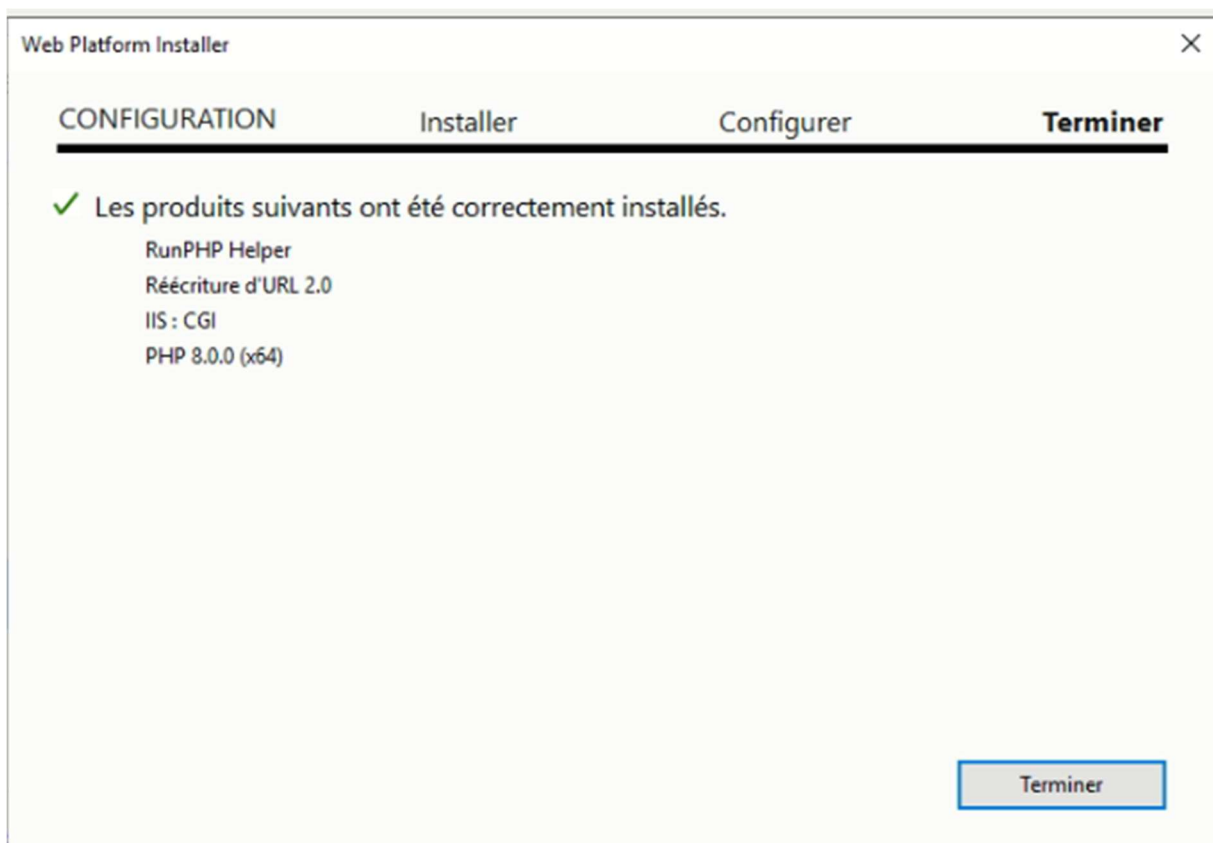 Web Platform Installer
CONFIGURATION Installer Configurer Terminer
Les produits suivants ont été correctement installés.
RunPHP Helper
Réécriture d'URL 2.0
IIS : CGI
PHP 8.0.0 (x64)
Terminer